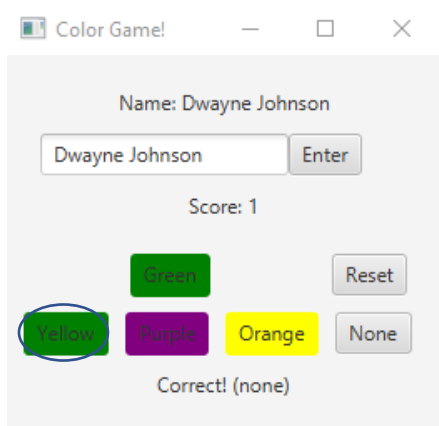 Color Game!
Name: Dwayne Johnson
Dwayne Johnson Enter
Score: 1
Green Reset
Yellow Purple Orange None
Correct! (none)